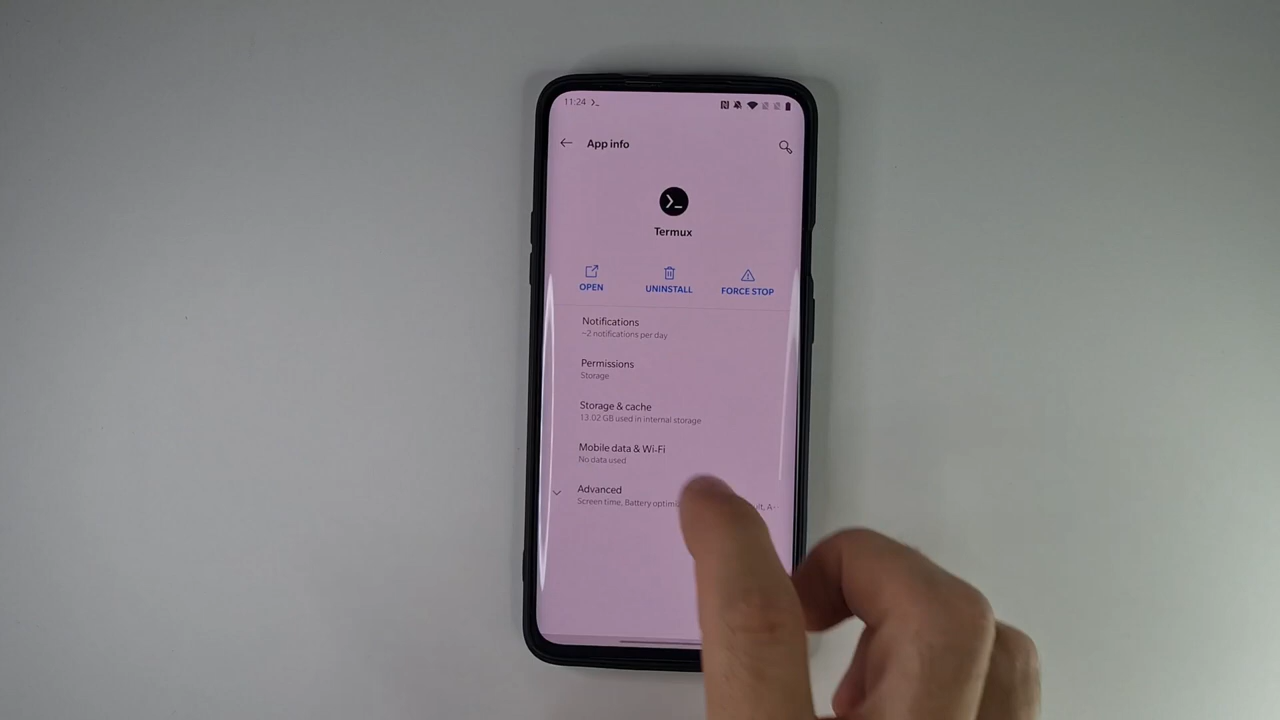 11:24
App info
Termux
OPEN
UNINSTALL
FORCE STOP
Notifications
~2 notifications per day
Permissions
Storage
Storage & cache
13.02 GB used in internal storage
Mobile data & Wi-Fi
No data used
Advanced
Screen time, Battery